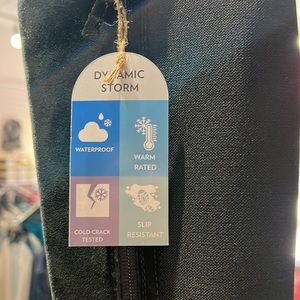 DYNAMIC
STORM
WATERPROOF
WARM
RATED
COLD CRACK
TESTED
SLIP
RESISTANT